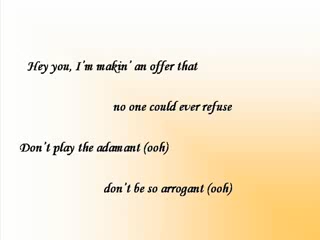 Hey you, I'm makin' an offer that
no one could ever refuse
Don't play the adamant (ooh)
don't be so arrogant (ooh)